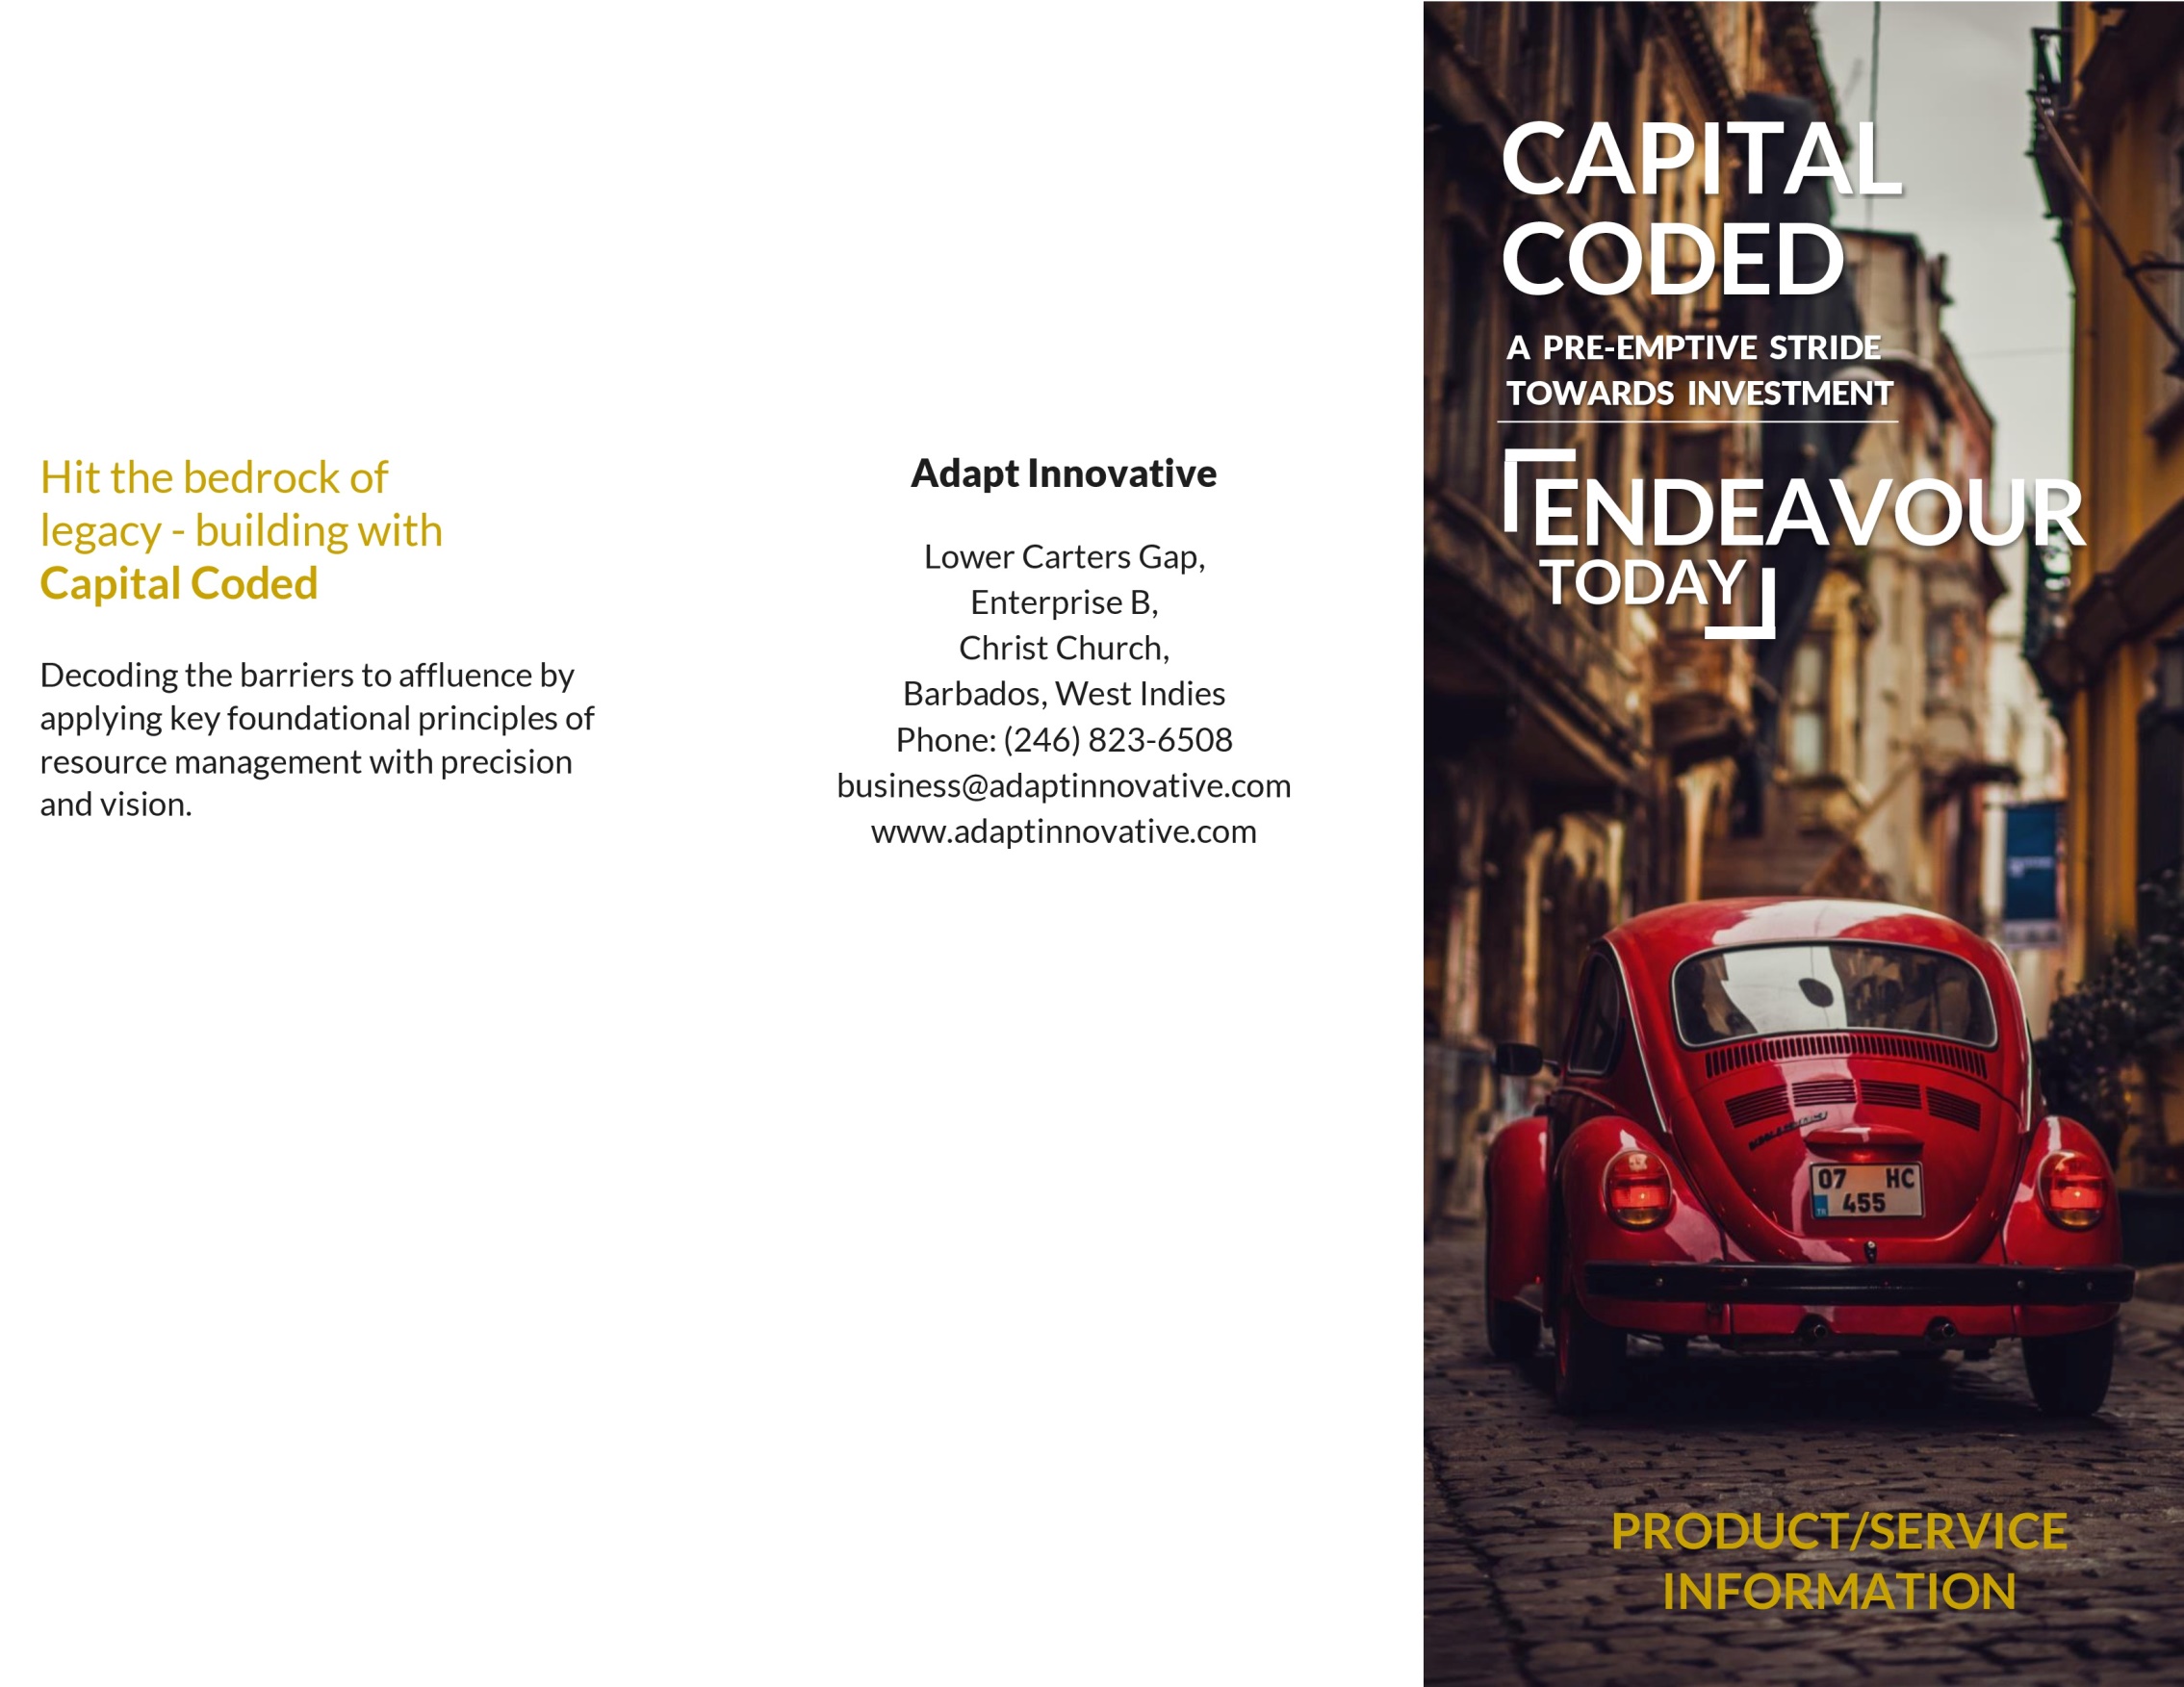 Hit the bedrock of
legacy - building with
Capital Coded
Decoding the barriers to affluence by
applying key foundational principles of
resource management with precision
and vision.
Adapt Innovative
Lower Carters Gap,
Enterprise B,
Christ Church,
Barbados, West Indies
Phone: (246) 823-6508
business@adaptinnovative.com
www.adaptinnovative.com
CAPITAL
CODED
A PRE-EMPTIVE STRIDE
TOWARDS INVESTMENT
ENDEAVOUR
TODAY
07 HC
TR 455
PRODUCT/SERVICE
INFORMATION